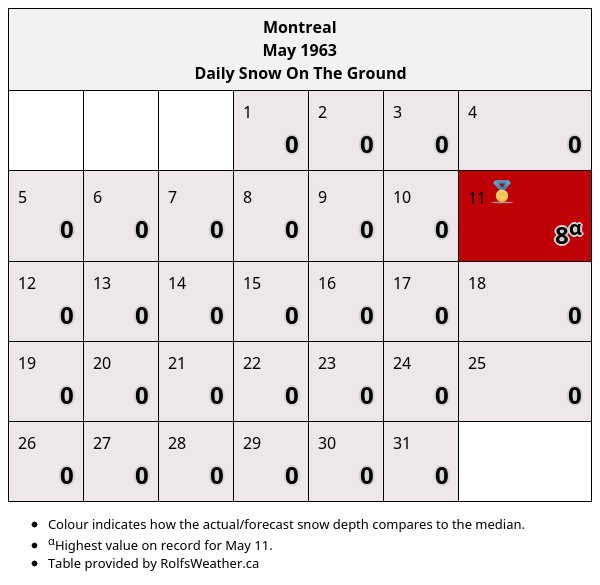 Montreal
May 1963
Daily Snow On The Ground
1 2 3 4
0 0 0 0
5 6 7 8 9 10 11
0 0 0 0 0 0 8α
12 13 14 15 16 17 18
0 0 0 0 0 0 0
19 20 21 22 23 24 25
0 0 0 0 0 0 0
26 27 28 29 30 31
0 0 0 0 0 0
• Colour indicates how the actual/forecast snow depth compares to the median.
• αHighest value on record for May 11.
• Table provided by RolfsWeather.ca